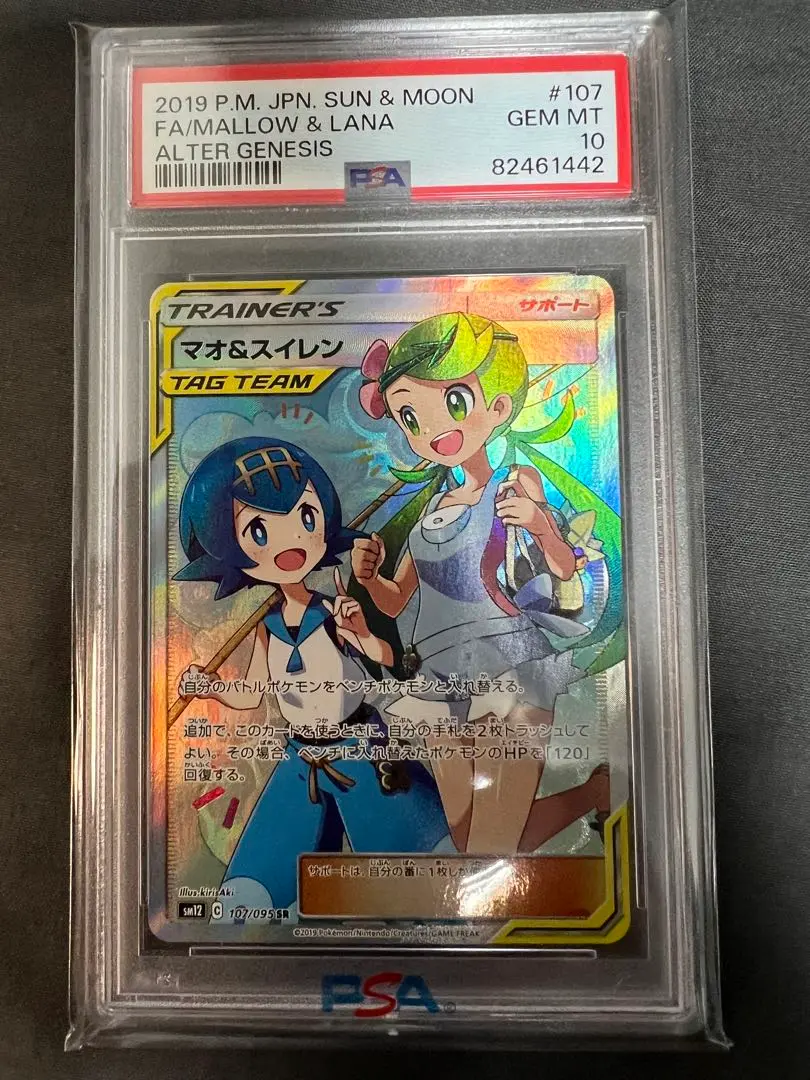 2019 P.M. JPN. SUN & MOON #107
FA/MALLOW & LANA GEM MT
ALTER GENESIS 10
82461442
PSA
TRAINER'S サポート
マオ&スイレン
TAG TEAM
自分のバトルポケモンをベンチポケモンと入れ替える。
追加で、このカードを使うときに、自分の手札を2枚トラッシュして
よい。その場合、ベンチに入れ替えたポケモンのHPを「120」
回復する。
サポートは、自分の番に1枚しか
illus.kirisAki
sm12 C 107/095 SR
©2019 Pokémon/Nintendo/Creatures/GAME FREAK
PSA